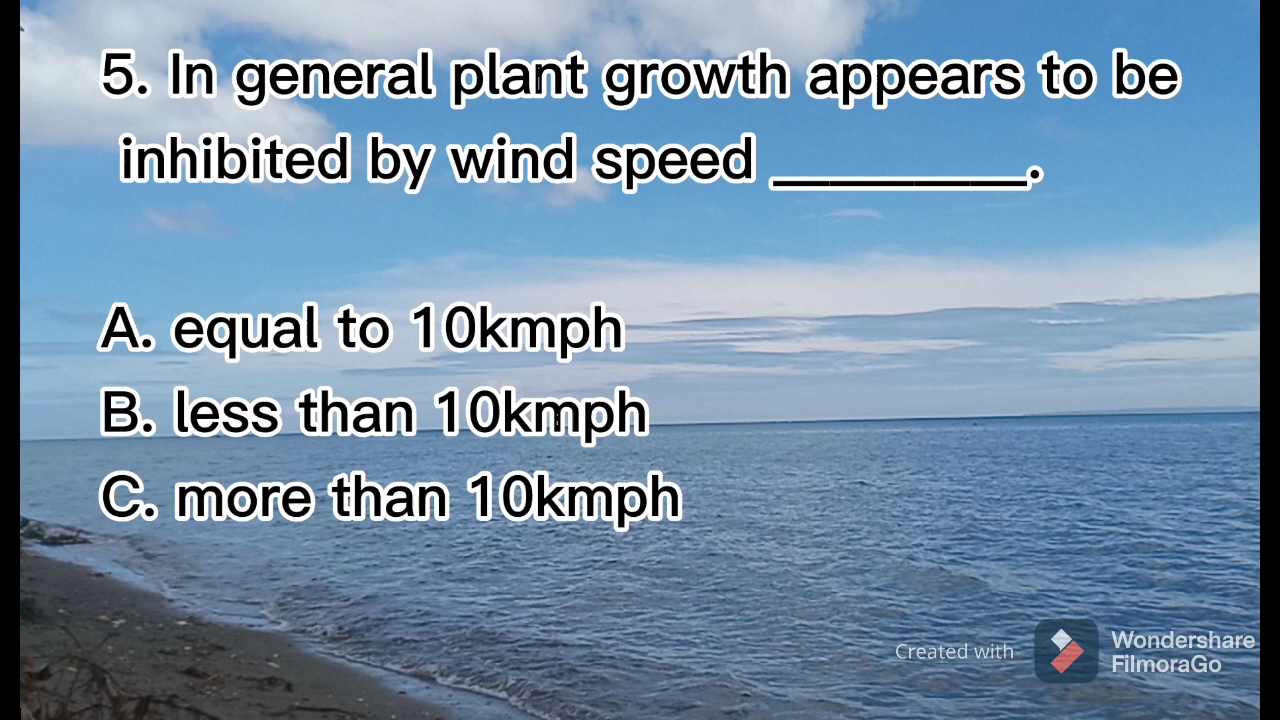 5. In general plant growth appears to be
inhibited by wind speed _________.
A. equal to 10kmph
B. less than 10kmph
C. more than 10kmph
Created with
Wondershare
FilmoraGo